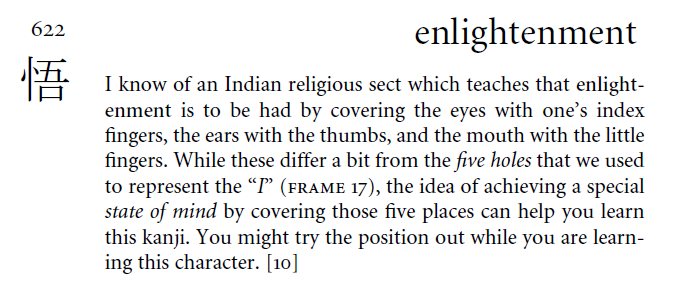 622
enlightenment
悟
I know of an Indian religious sect which teaches that enlight-
enment is to be had by covering the eyes with one’s index
fingers, the ears with the thumbs, and the mouth with the little
fingers. While these differ a bit from the five holes that we used
to represent the “I” (FRAME 17), the idea of achieving a special
state of mind by covering those five places can help you learn
this kanji. You might try the position out while you are learn-
ing this character. [10]